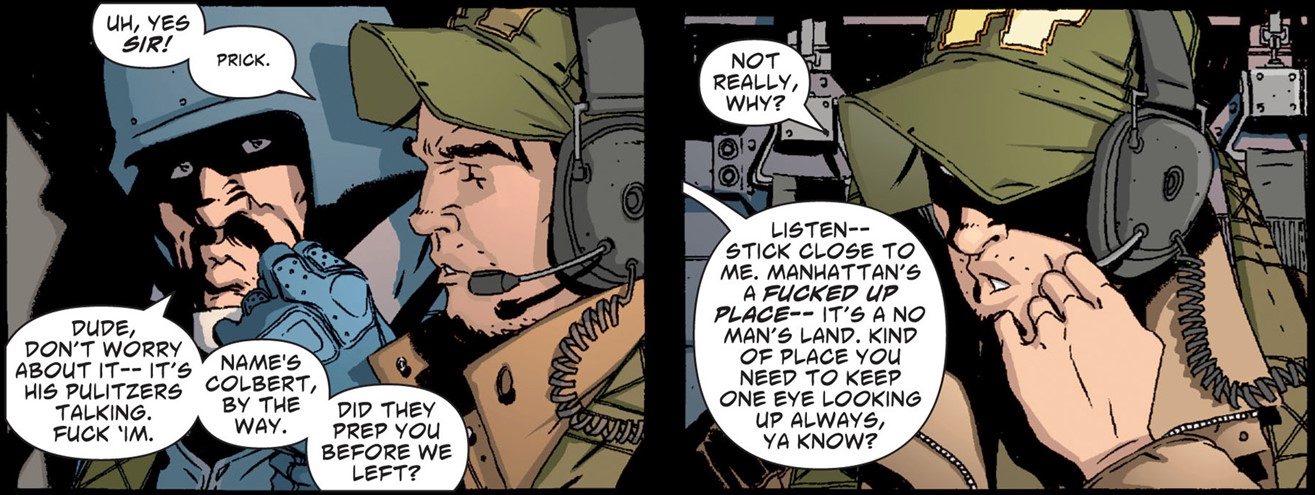 UH, YES
SIR!
PRICK.
DUDE,
DON'T WORRY
ABOUT IT-- IT'S
HIS PULITZERS
TALKING.
FUCK 'IM.
NAME'S
COLBERT,
BY THE
WAY.
DID THEY
PREP YOU
BEFORE WE
LEFT?
NOT
REALLY,
WHY?
LISTEN--
STICK CLOSE TO
ME. MANHATTAN'S
A FUCKED UP
PLACE-- IT'S A NO
MAN'S LAND. KIND
OF PLACE YOU
NEED TO KEEP
ONE EYE LOOKING
UP ALWAYS,
YA KNOW?